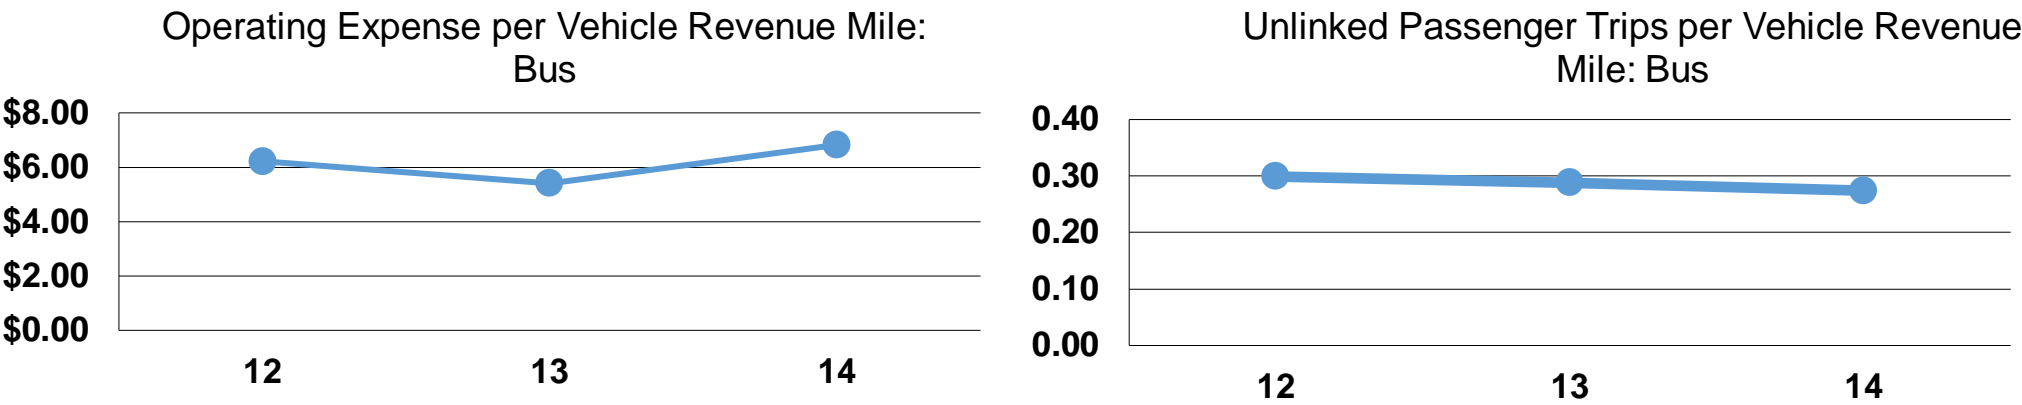 Operating Expense per Vehicle Revenue Mile:
Bus
$8.00
$6.00
$4.00
$2.00
$0.00
12 13 14
Unlinked Passenger Trips per Vehicle Revenue
Mile: Bus
0.40
0.30
0.20
0.10
0.00
12 13 14